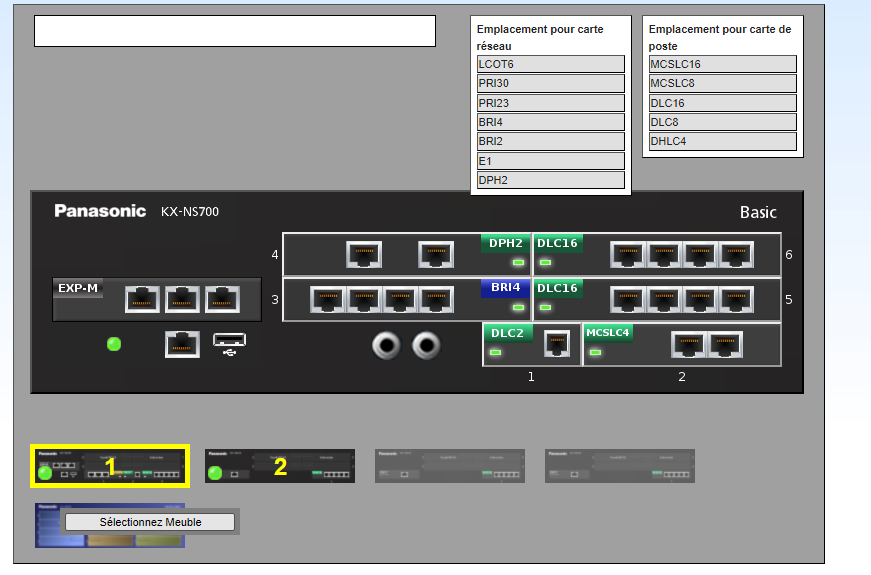 Emplacement pour carte
réseau
LCOT6
PRI30
PRI23
BRI4
BRI2
E1
DPH2
Emplacement pour carte de
poste
MCSLC16
MCSLC8
DLC16
DLC8
DHLC4
Panasonic KX-NS700 Basic
4 DPH2 DLC16 6
EXP-M 3 BRI4 DLC16 5
DLC2 MCSLC4
1 2
1 2
Sélectionnez Meuble